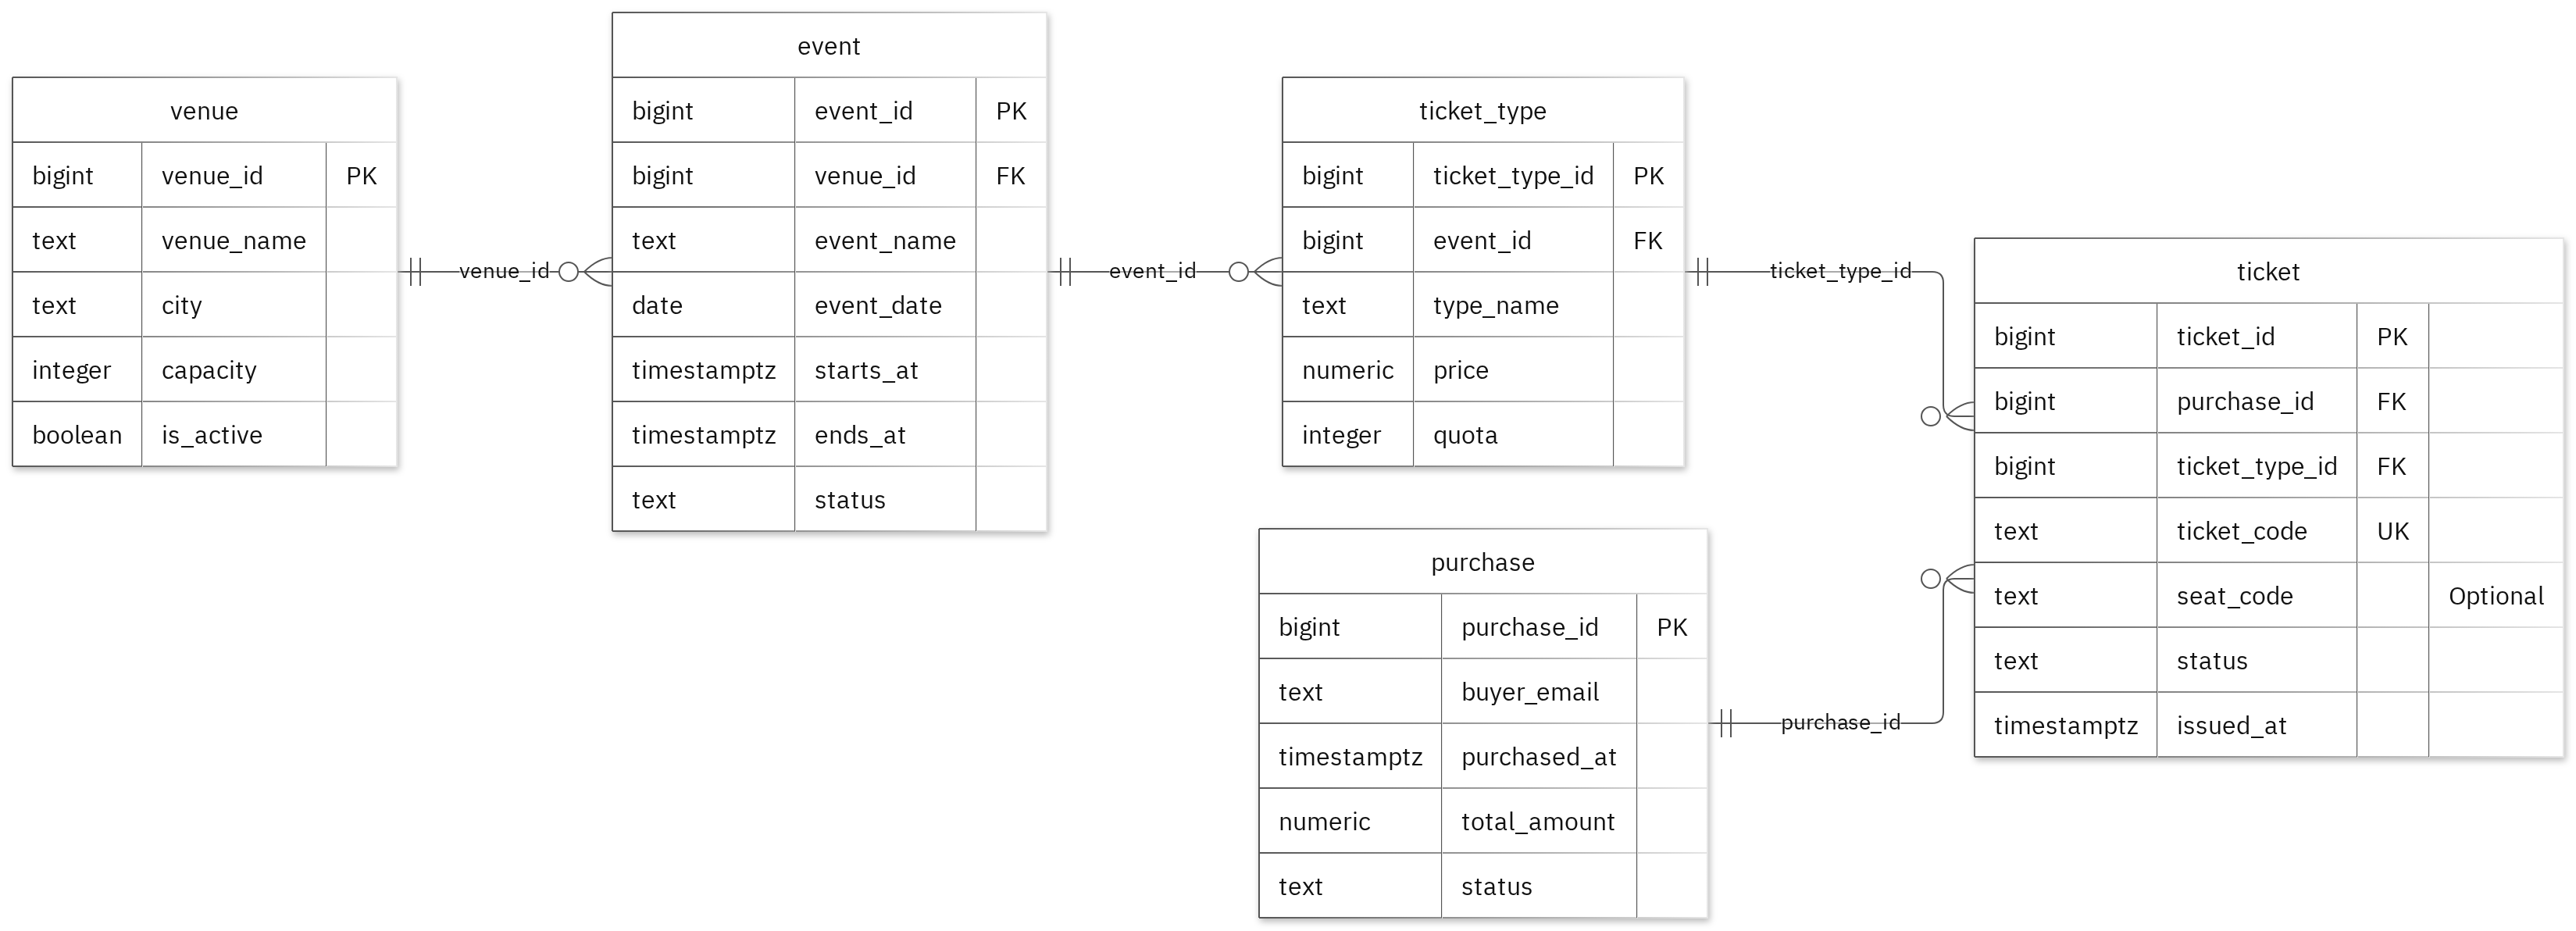 venue
bigint venue_id PK
text venue_name
text city
integer capacity
boolean is_active
venue_id
event
bigint event_id PK
bigint venue_id FK
text event_name
date event_date
timestamptz starts_at
timestamptz ends_at
text status
event_id
ticket_type
bigint ticket_type_id PK
bigint event_id FK
text type_name
numeric price
integer quota
ticket_type_id
purchase
bigint purchase_id PK
text buyer_email
timestamptz purchased_at
numeric total_amount
text status
purchase_id
ticket
bigint ticket_id PK
bigint purchase_id FK
bigint ticket_type_id FK
text ticket_code UK
text seat_code Optional
text status
timestamptz issued_at